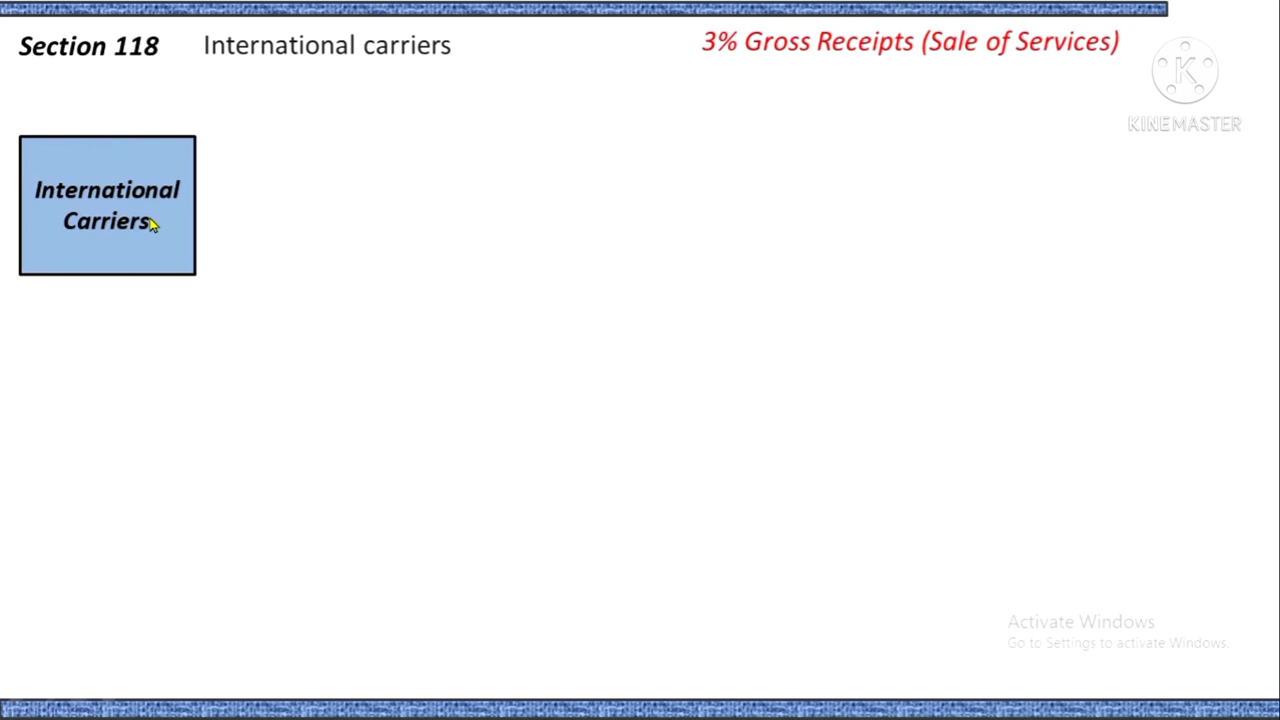 Section 118 International carriers 3% Gross Receipts (Sale of Services)
K
KINEMASTER
International
Carriers
Activate Windows
Go to Settings to activate Windows.